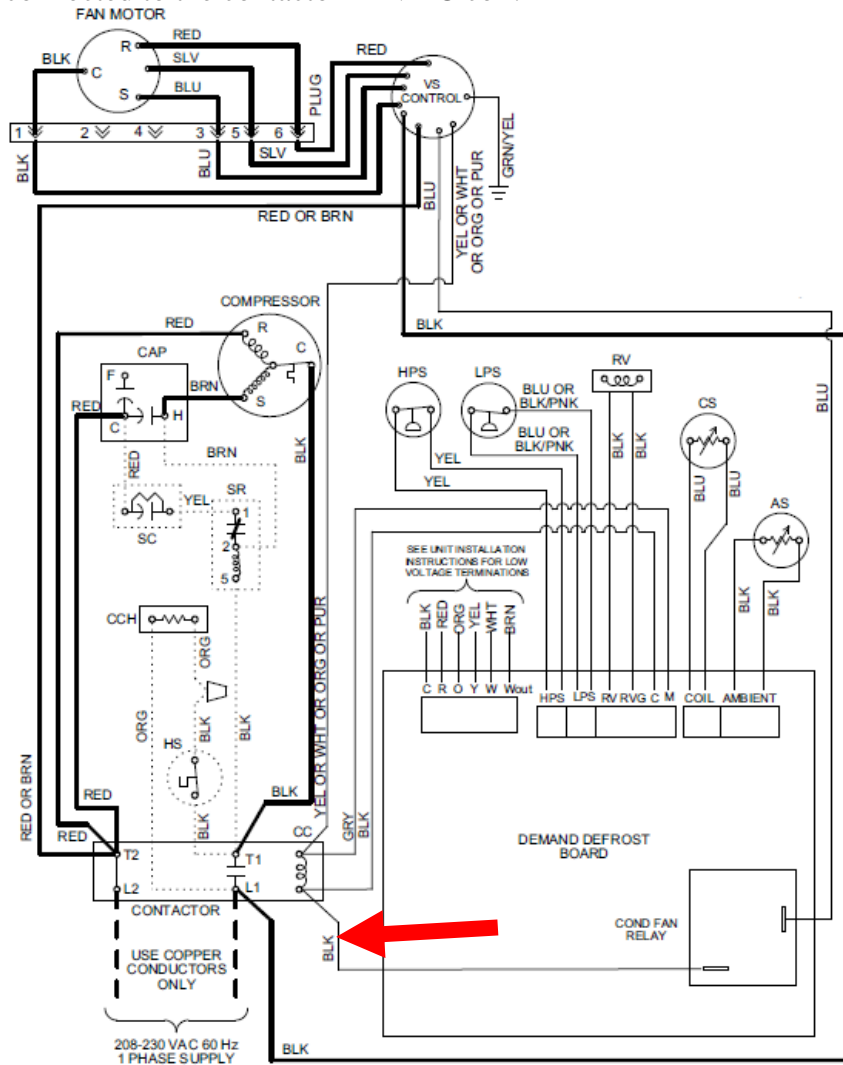 FAN MOTOR
RED
R
SLV
BLK
C
BLU
S
RED
VS
CONTROL
PLUG
1
2
4
3
5
6
BLK
BLU
SLV
GRN/YEL
BLU
YEL OR WHT
OR ORG OR PUR
RED OR BRN
COMPRESSOR
RED
R
C
S
BLK
CAP
F
BRN
RED
C
H
BRN
RED
YEL
SC
SR
1
2
5
BLK
HPS
LPS
BLU OR
BLK/PNK
BLU OR
BLK/PNK
RV
YEL
YEL
BLK
BLK
CS
BLU
BLU
BLU
AS
BLK
BLK
SEE UNIT INSTALLATION
INSTRUCTIONS FOR LOW
VOLTAGE TERMINATIONS
BLK
RED
ORG
YEL
WHT
BRN
C R O Y W Wout
HPS LPS RV RVG C M
COIL AMBIENT
CCH
ORG
ORG
BLK
BLK
HS
BLK
BLK
YEL OR WHT OR ORG OR PUR
RED OR BRN
RED
RED
GRY
BLK
CC
T2
T1
L2
L1
CONTACTOR
BLK
DEMAND DEFROST
BOARD
COND FAN
RELAY
USE COPPER
CONDUCTORS
ONLY
208-230 VAC 60 Hz
1 PHASE SUPPLY
BLK